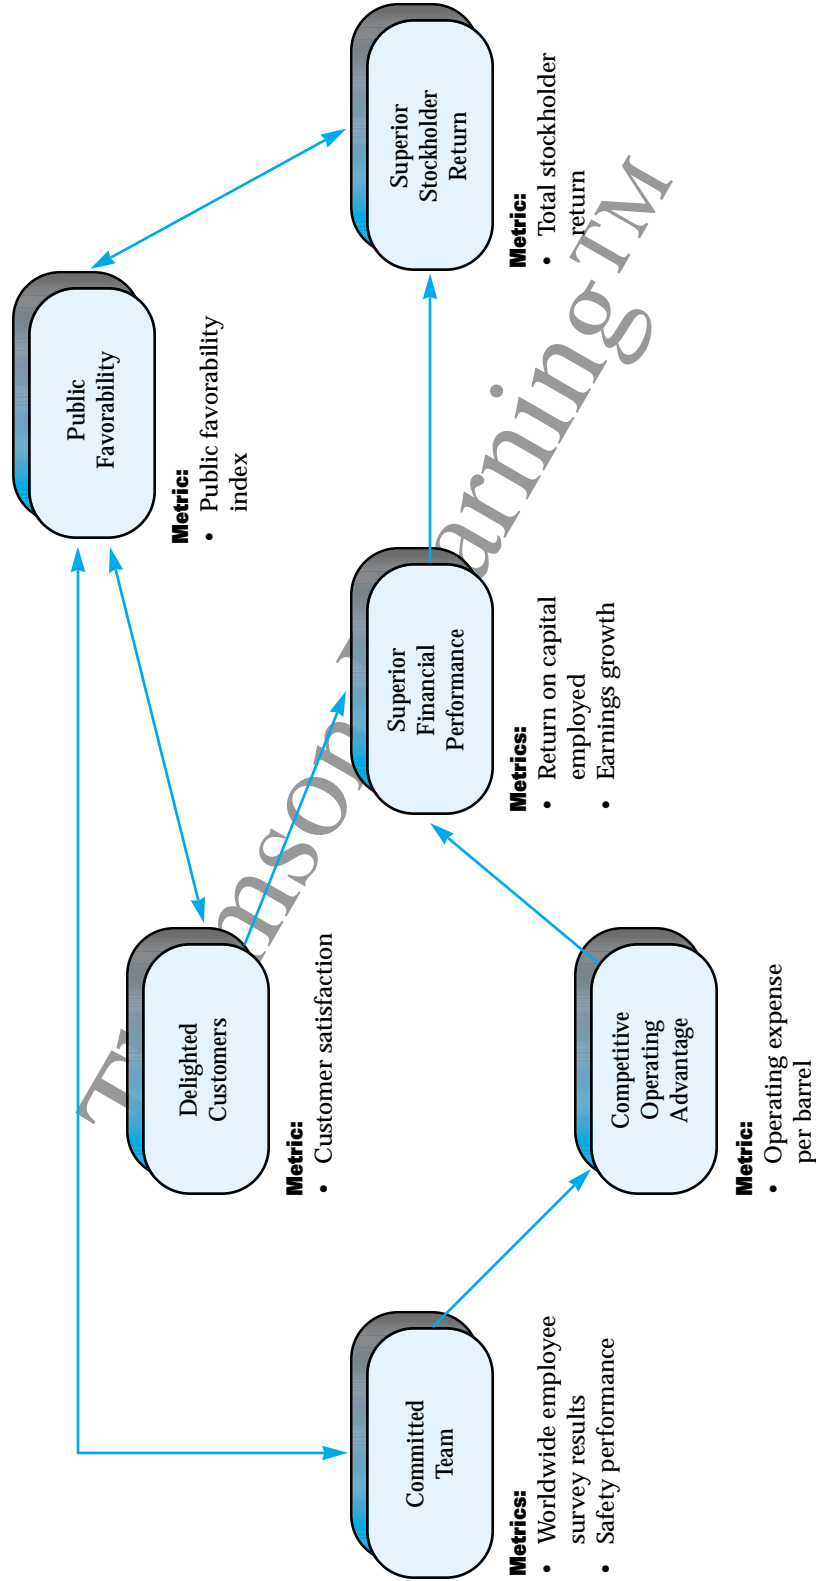 Public
Favorability
Metric:
• Public favorability
index
Delighted
Customers
Metric:
• Customer satisfaction
Committed
Team
Metrics:
• Worldwide employee
survey results
• Safety performance
Superior
Financial
Performance
Metrics:
• Return on capital
employed
• Earnings growth
Superior
Stockholder
Return
Metric:
• Total stockholder
return
Competitive
Operating
Advantage
Metric:
• Operating expense
per barrel